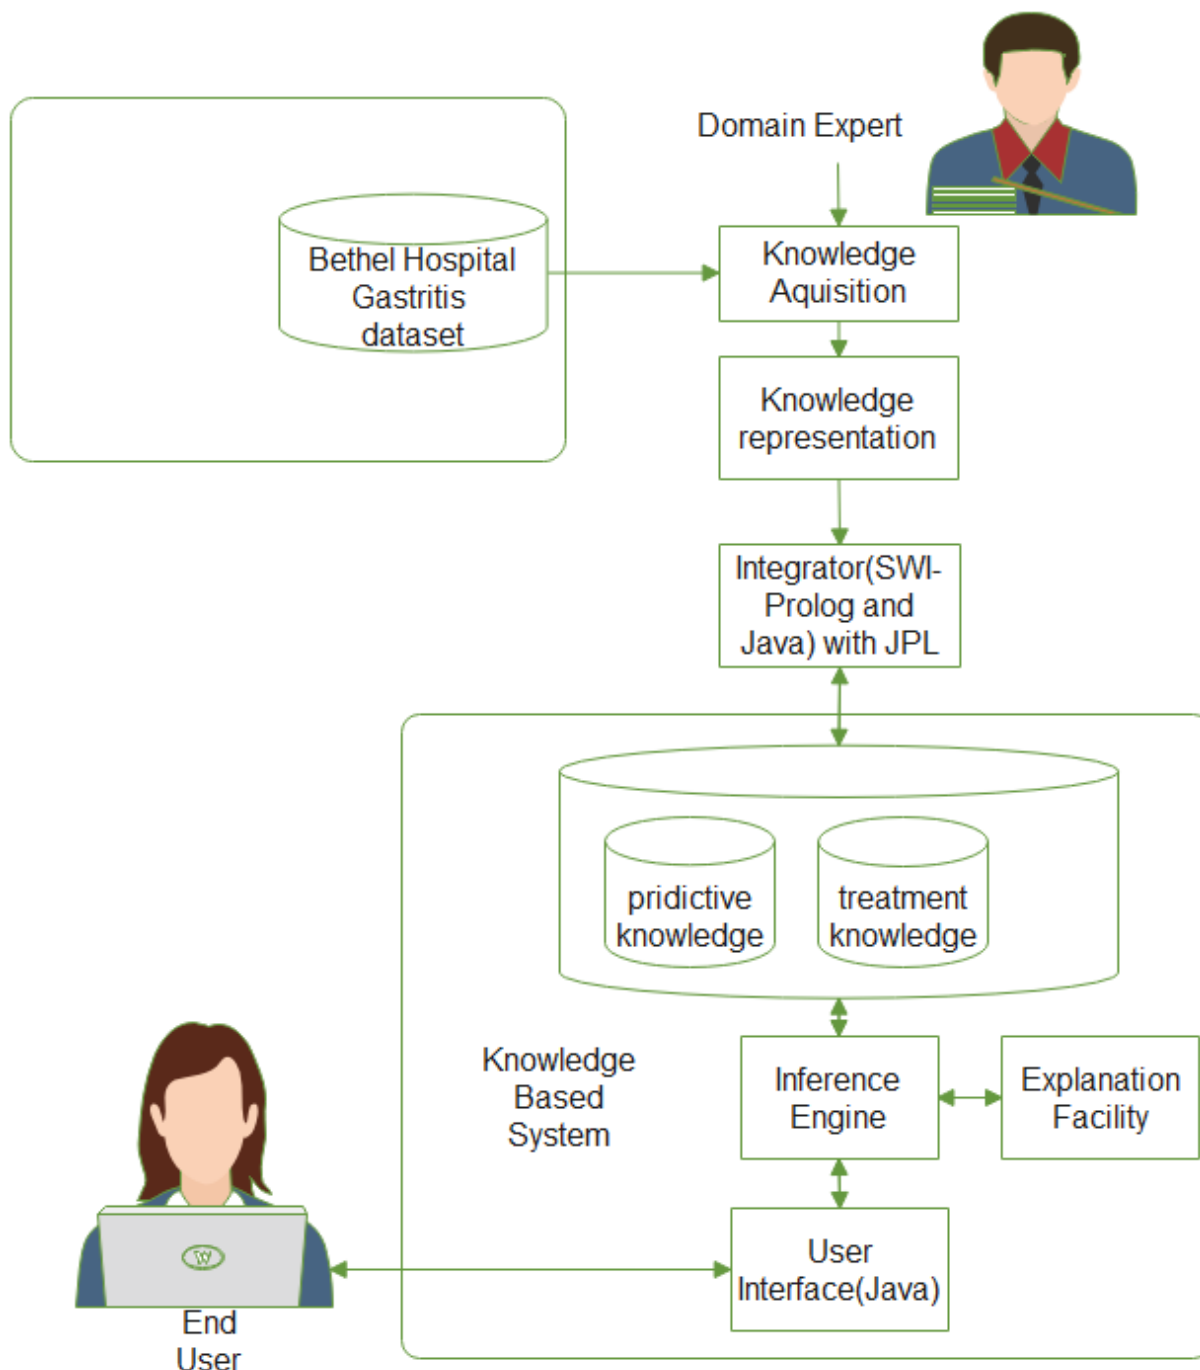 Domain Expert
Bethel Hospital
Gastritis
dataset
Knowledge
Aquisition
Knowledge
representation
Integrator(SWI-
Prolog and
Java) with JPL
pridictive
knowledge
treatment
knowledge
Knowledge
Based
System
Inference
Engine
Explanation
Facility
User
Interface(Java)
W
End
User